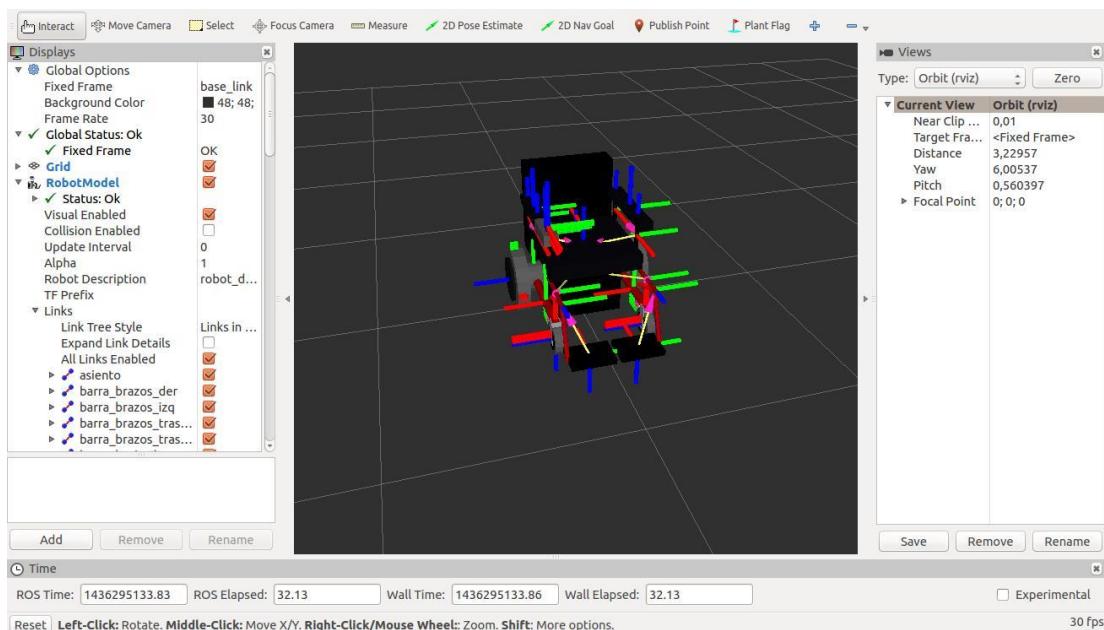 Interact Move Camera Select Focus Camera Measure 2D Pose Estimate 2D Nav Goal Publish Point Plant Flag
Displays
Global Options
Fixed Frame base_link
Background Color 48; 48;
Frame Rate 30
Global Status: Ok
Fixed Frame OK
Grid
RobotModel
Status: Ok
Visual Enabled
Collision Enabled
Update Interval 0
Alpha 1
Robot Description robot_d...
TF Prefix
Links
Link Tree Style Links in ...
Expand Link Details
All Links Enabled
asiento
barra_brazos_der
barra_brazos_izq
barra_brazos_tras...
barra_brazos_tras...
Add Remove Rename
Views
Type: Orbit (rviz) Zero
Current View Orbit (rviz)
Near Clip ... 0,01
Target Fra... <Fixed Frame>
Distance 3,22957
Yaw 6,00537
Pitch 0,560397
Focal Point 0; 0; 0
Save Remove Rename
Time
ROS Time: 1436295133.83 ROS Elapsed: 32.13 Wall Time: 1436295133.86 Wall Elapsed: 32.13 Experimental
Reset Left-Click: Rotate. Middle-Click: Move X/Y. Right-Click/Mouse Wheel:: Zoom. Shift: More options. 30 fps